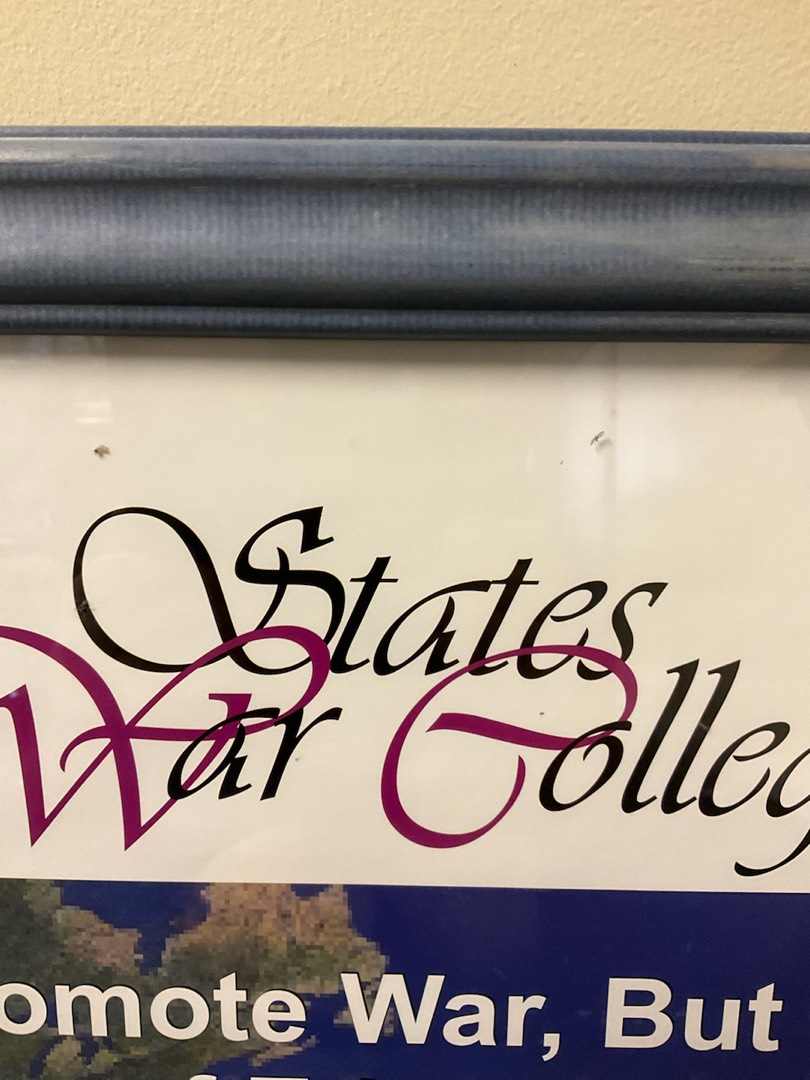 States
War Colleg
omote War, But